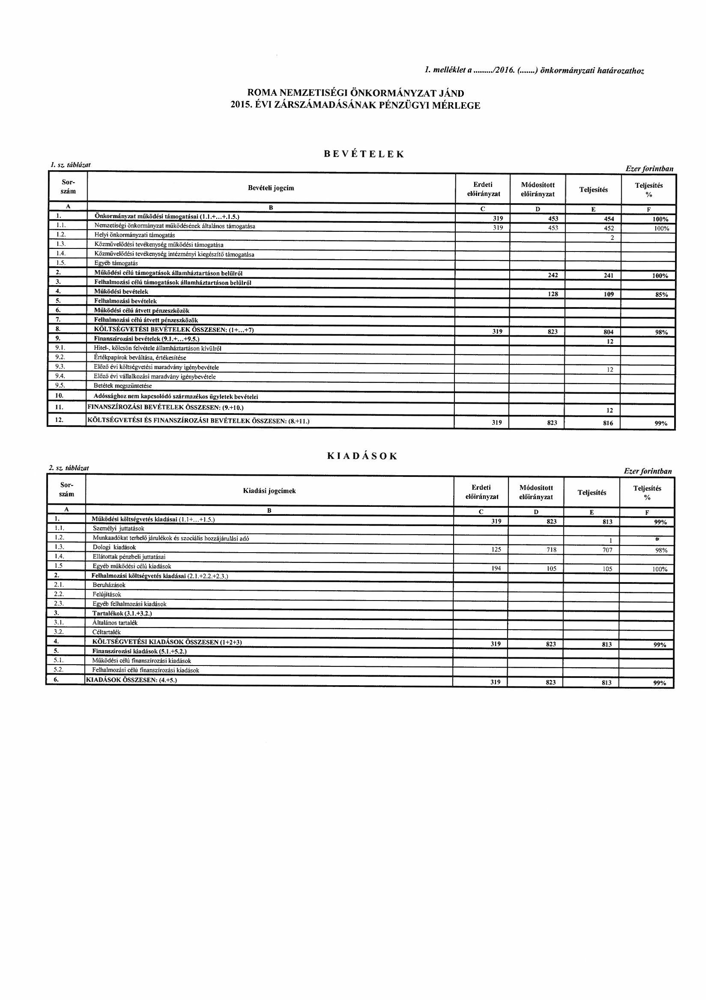 1. melléklet a ........./2016. (.......) önkormányzati határozathoz
ROMA NEMZETISÉGI ÖNKORMÁNYZAT JÁND
2015. ÉVI ZÁRSZÁMADÁSÁNAK PÉNZÜGYI MÉRLEGE
BEVÉTELEK
1. sz. táblázat Ezer forintban
Sor-szám Bevételi jogcím Erdeti előirányzat Módosított előirányzat Teljesítés Teljesítés %
A B C D E F
1. Önkormányzat működési támogatásai (1.1.+…+.1.5.) 319 453 454 100%
1.1. Nemzetiségi önkormányzat működésének általános támogatása 319 453 452 100%
1.2. Helyi önkormányzati támogatás 2
1.3. Közművelődési tevékenység működési támogatása
1.4. Közművelődési tevékenység intézményi kiegészítő támogatása
1.5. Egyéb támogatás
2. Működési célú támogatások államháztartáson belülről 242 241 100%
3. Felhalmozási célú támogatások államháztartáson belülről
4. Működési bevételek 128 109 85%
5. Felhalmozási bevételek
6. Működési célú átvett pénzeszközök
7. Felhalmozási célú átvett pénzeszközök
8. KÖLTSÉGVETÉSI BEVÉTELEK ÖSSZESEN: (1+…+7) 319 823 804 98%
9. Finanszírozási bevételek (9.1.+…+9.5.) 12
9.1. Hitel-, kölcsön felvétele államháztartáson kívülről
9.2. Értékpapírok beváltása, értékesítése
9.3. Előző évi költségvetési maradvány igénybevétele 12
9.4. Előző évi vállalkozási maradvány igénybevétele
9.5. Betétek megszüntetése
10. Adóssághoz nem kapcsolódó származékos ügyletek bevételei
11. FINANSZÍROZÁSI BEVÉTELEK ÖSSZESEN: (9.+10.) 12
12. KÖLTSÉGVETÉSI ÉS FINANSZÍROZÁSI BEVÉTELEK ÖSSZESEN: (8.+11.) 319 823 816 99%
KIADÁSOK
2. sz. táblázat Ezer forintban
Sor-szám Kiadási jogcímek Erdeti előirányzat Módosított előirányzat Teljesítés Teljesítés %
A B C D E F
1. Működési költségvetés kiadásai (1.1+…+1.5.) 319 823 813 99%
1.1. Személyi juttatások
1.2. Munkaadókat terhelő járulékok és szociális hozzájárulási adó 1
1.3. Dologi kiadások 125 718 707 98%
1.4. Ellátottak pénzbeli juttatásai
1.5 Egyéb működési célú kiadások 194 105 105 100%
2. Felhalmozási költségvetés kiadásai (2.1.+2.2.+2.3.)
2.1. Beruházások
2.2. Felújítások
2.3. Egyéb felhalmozási kiadások
3. Tartalékok (3.1.+3.2.)
3.1. Általános tartalék
3.2. Céltartalék
4. KÖLTSÉGVETÉSI KIADÁSOK ÖSSZESEN (1+2+3) 319 823 813 99%
5. Finanszírozási kiadások (5.1.+5.2.)
5.1. Működési célú finanszírozási kiadások
5.2. Felhalmozási célú finanszírozási kiadások
6. KIADÁSOK ÖSSZESEN: (4.+5.) 319 823 813 99%